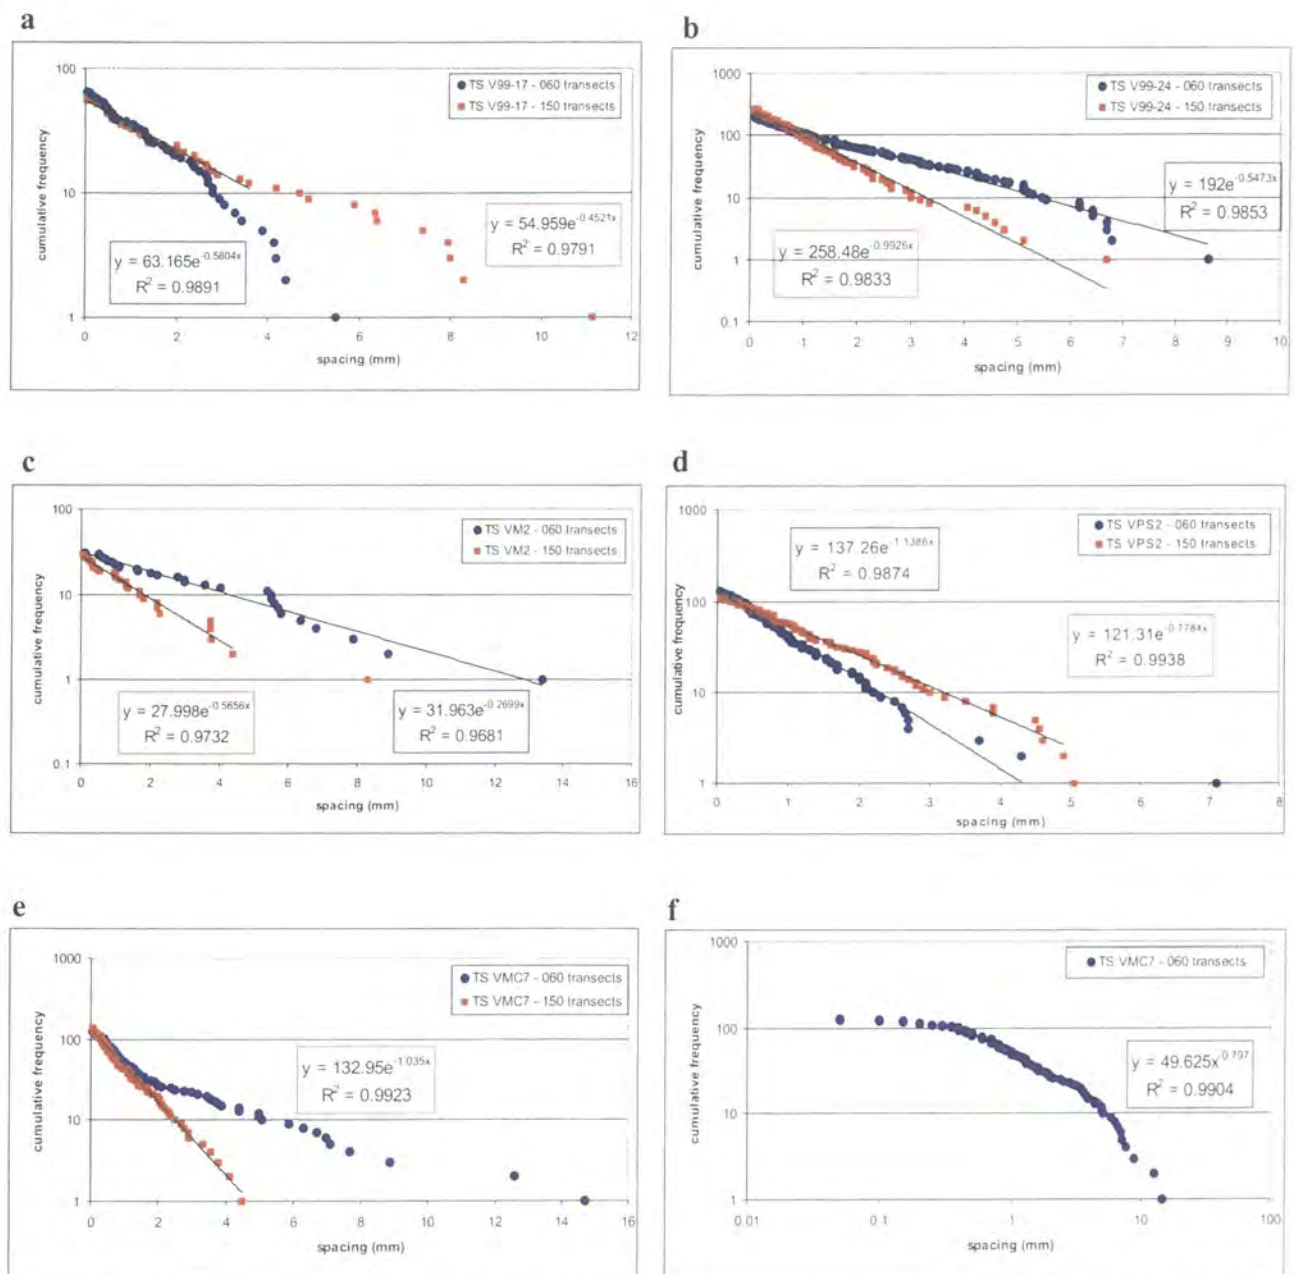 a
100
10
1
cumulative frequency
0 2 4 6 8 10 12
spacing (mm)
TS V99-17 - 060 transects
TS V99-17 - 150 transects
y = 63.165e^-0.5804x
R² = 0.9891
y = 54.959e^-0.4521x
R² = 0.9791
b
1000
100
10
1
0.1
cumulative frequency
0 1 2 3 4 5 6 7 8 9 10
spacing (mm)
TS V99-24 - 060 transects
TS V99-24 - 150 transects
y = 192e^-0.5473x
R² = 0.9853
y = 258.48e^-0.9926x
R² = 0.9833
c
100
10
1
0.1
cumulative frequency
0 2 4 6 8 10 12 14 16
spacing (mm)
TS VM2 - 060 transects
TS VM2 - 150 transects
y = 27.998e^-0.5656x
R² = 0.9732
y = 31.963e^-0.2699x
R² = 0.9681
d
1000
100
10
1
cumulative frequency
0 1 2 3 4 5 6 7 8
spacing (mm)
TS VPS2 - 060 transects
TS VPS2 - 150 transects
y = 137.26e^-1.1386x
R² = 0.9874
y = 121.31e^-0.7784x
R² = 0.9938
e
1000
100
10
1
cumulative frequency
0 2 4 6 8 10 12 14 16
spacing (mm)
TS VMC7 - 060 transects
TS VMC7 - 150 transects
y = 132.95e^-1.035x
R² = 0.9923
f
1000
100
10
1
cumulative frequency
0.01 0.1 1 10 100
spacing (mm)
TS VMC7 - 060 transects
y = 49.625x^-0.797
R² = 0.9904